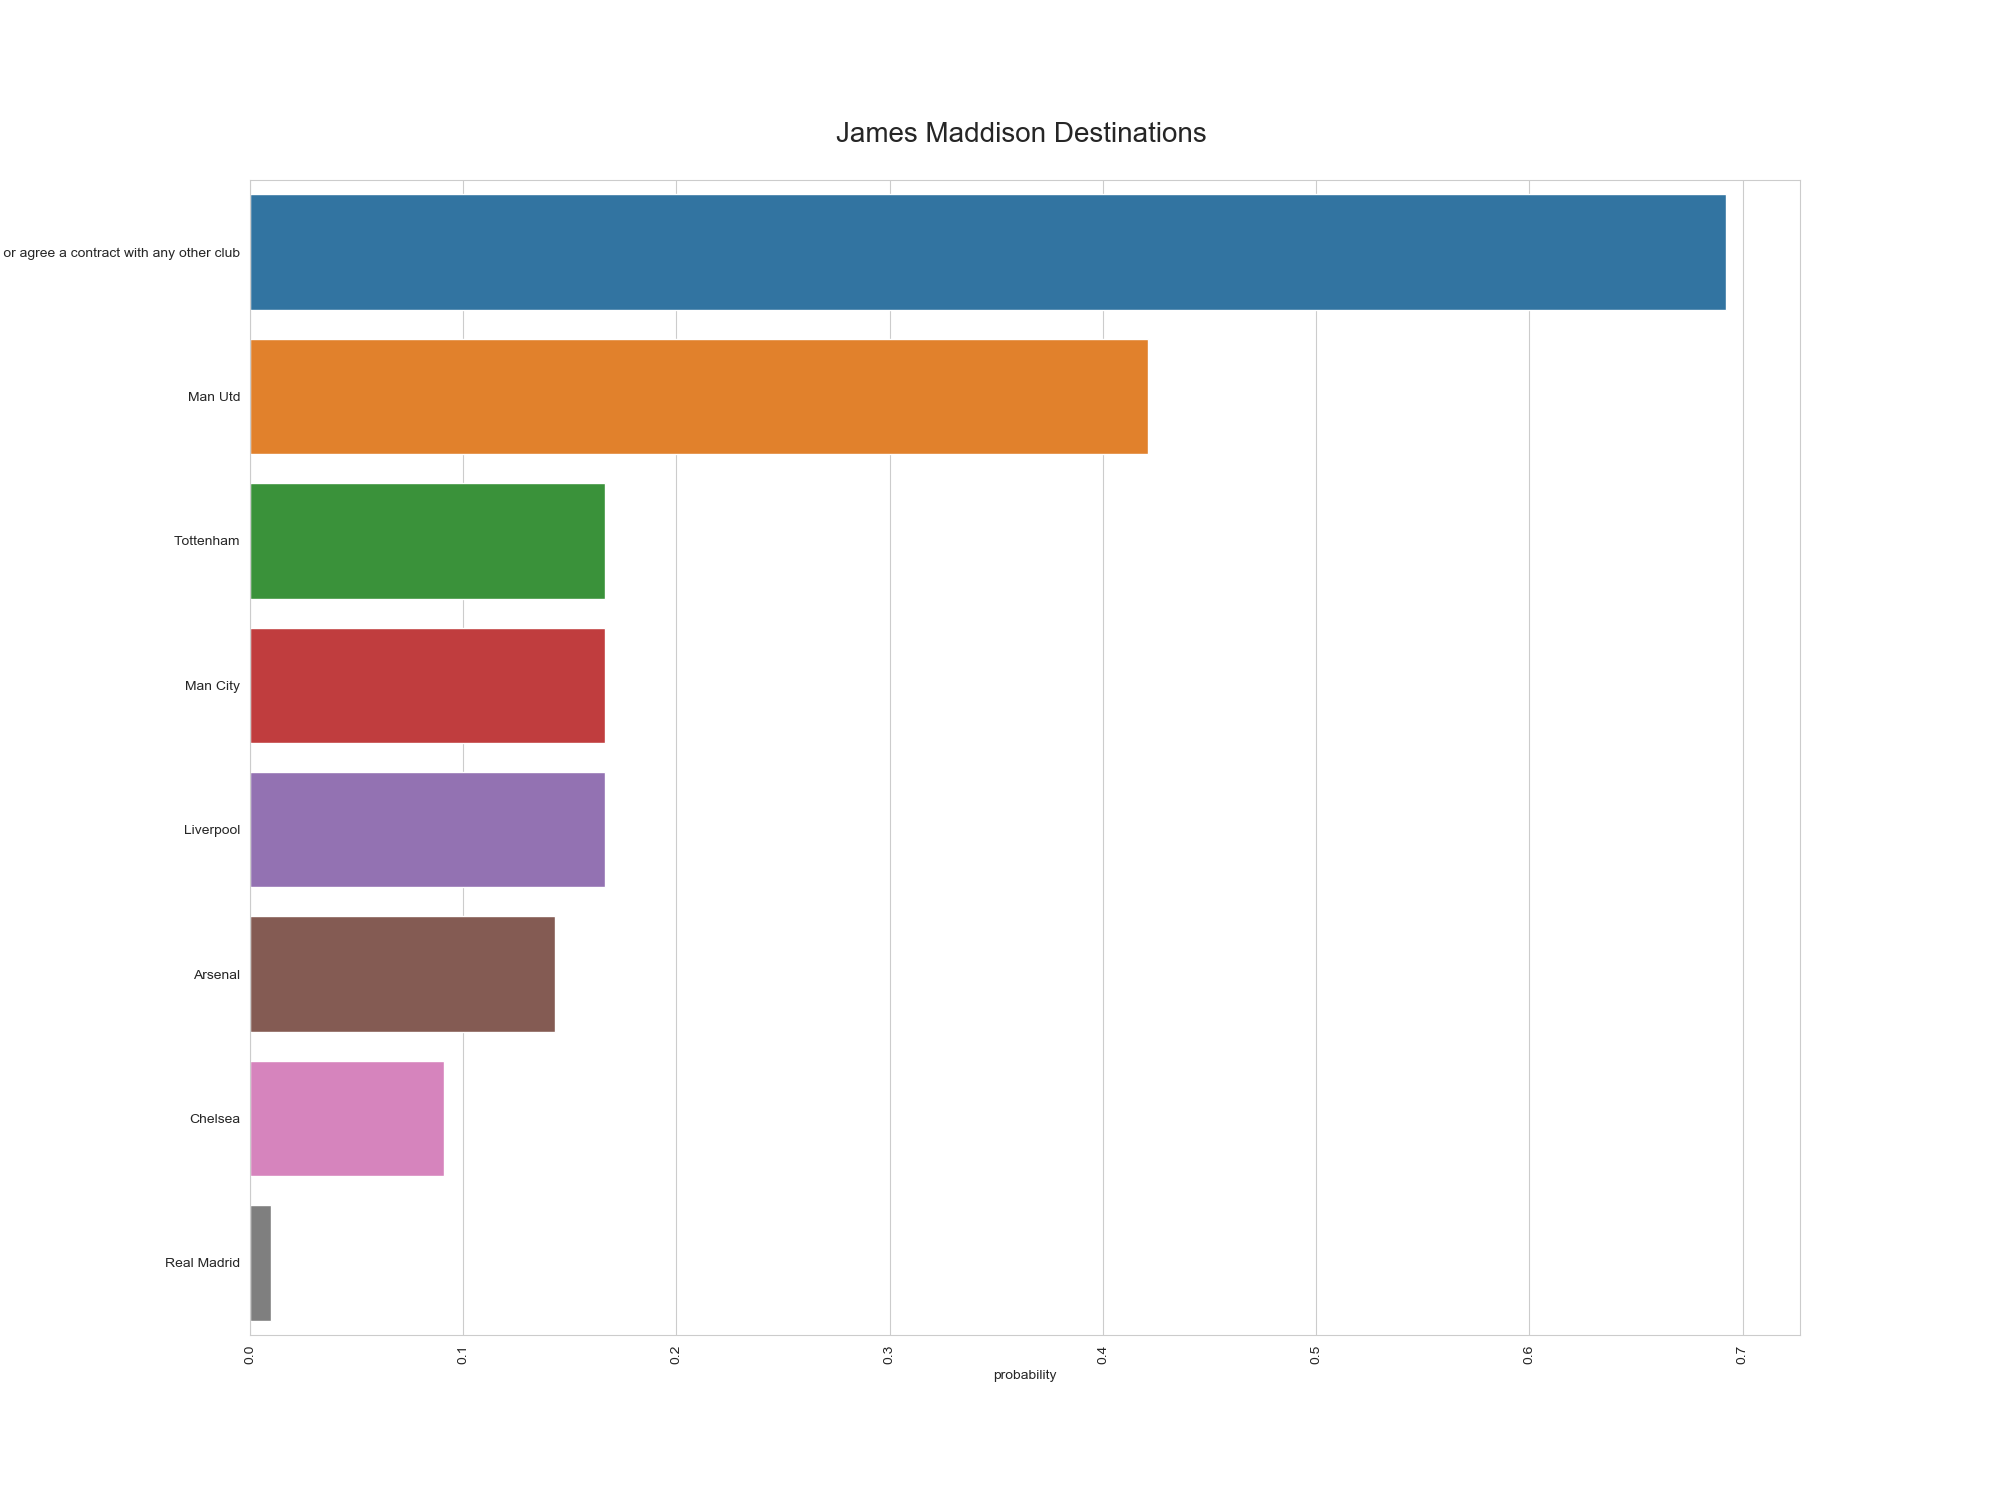 James Maddison Destinations
or agree a contract with any other club
Man Utd
Tottenham
Man City
Liverpool
Arsenal
Chelsea
Real Madrid
0.0
0.1
0.2
0.3
0.4
0.5
0.6
0.7
probability